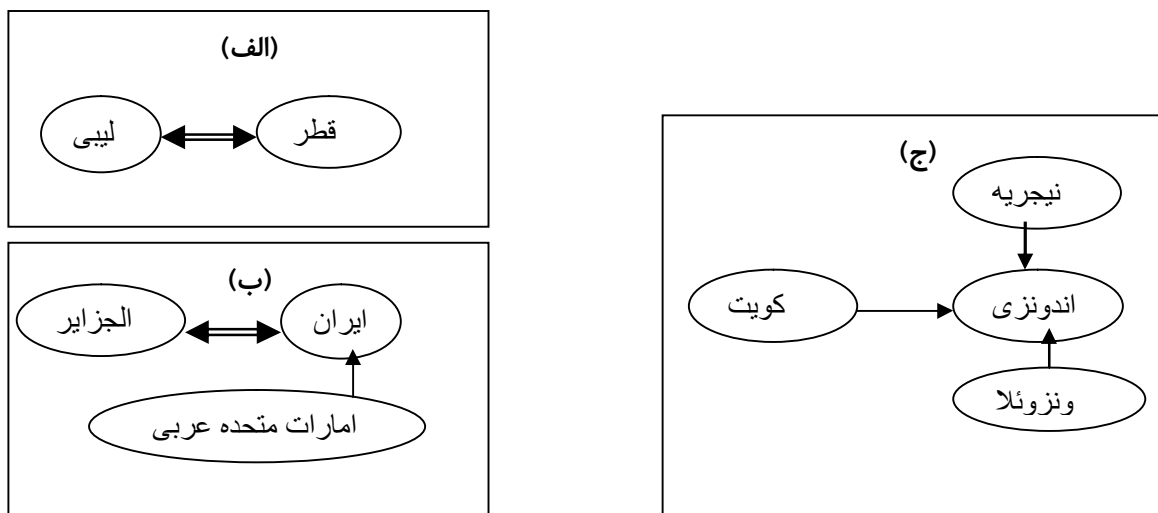 (الف)
لیبی
قطر
(ب)
الجزایر
ایران
امارات متحده عربی
(ج)
نیجریه
کویت
اندونزی
ونزوئلا